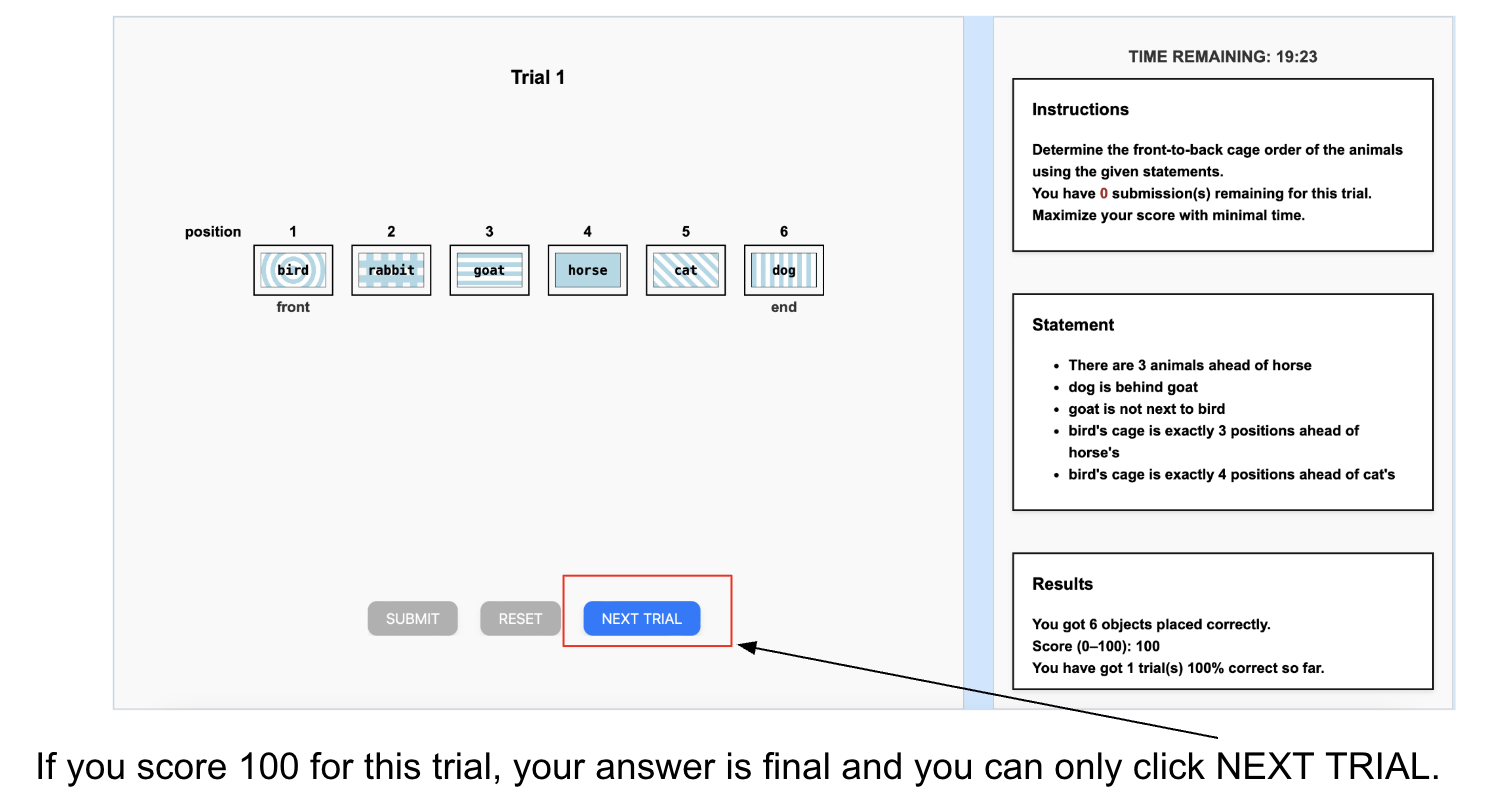 Trial 1
position 1 2 3 4 5 6
bird rabbit goat horse cat dog
front end
SUBMIT RESET NEXT TRIAL
TIME REMAINING: 19:23
Instructions
Determine the front-to-back cage order of the animals
using the given statements.
You have 0 submission(s) remaining for this trial.
Maximize your score with minimal time.
Statement
• There are 3 animals ahead of horse
• dog is behind goat
• goat is not next to bird
• bird's cage is exactly 3 positions ahead of
horse's
• bird's cage is exactly 4 positions ahead of cat's
Results
You got 6 objects placed correctly.
Score (0–100): 100
You have got 1 trial(s) 100% correct so far.
If you score 100 for this trial, your answer is final and you can only click NEXT TRIAL.